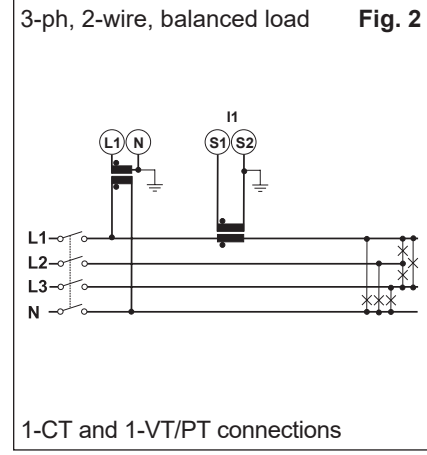 3-ph, 2-wire, balanced load Fig. 2
I1
L1 N S1 S2
L1
L2
L3
N
1-CT and 1-VT/PT connections